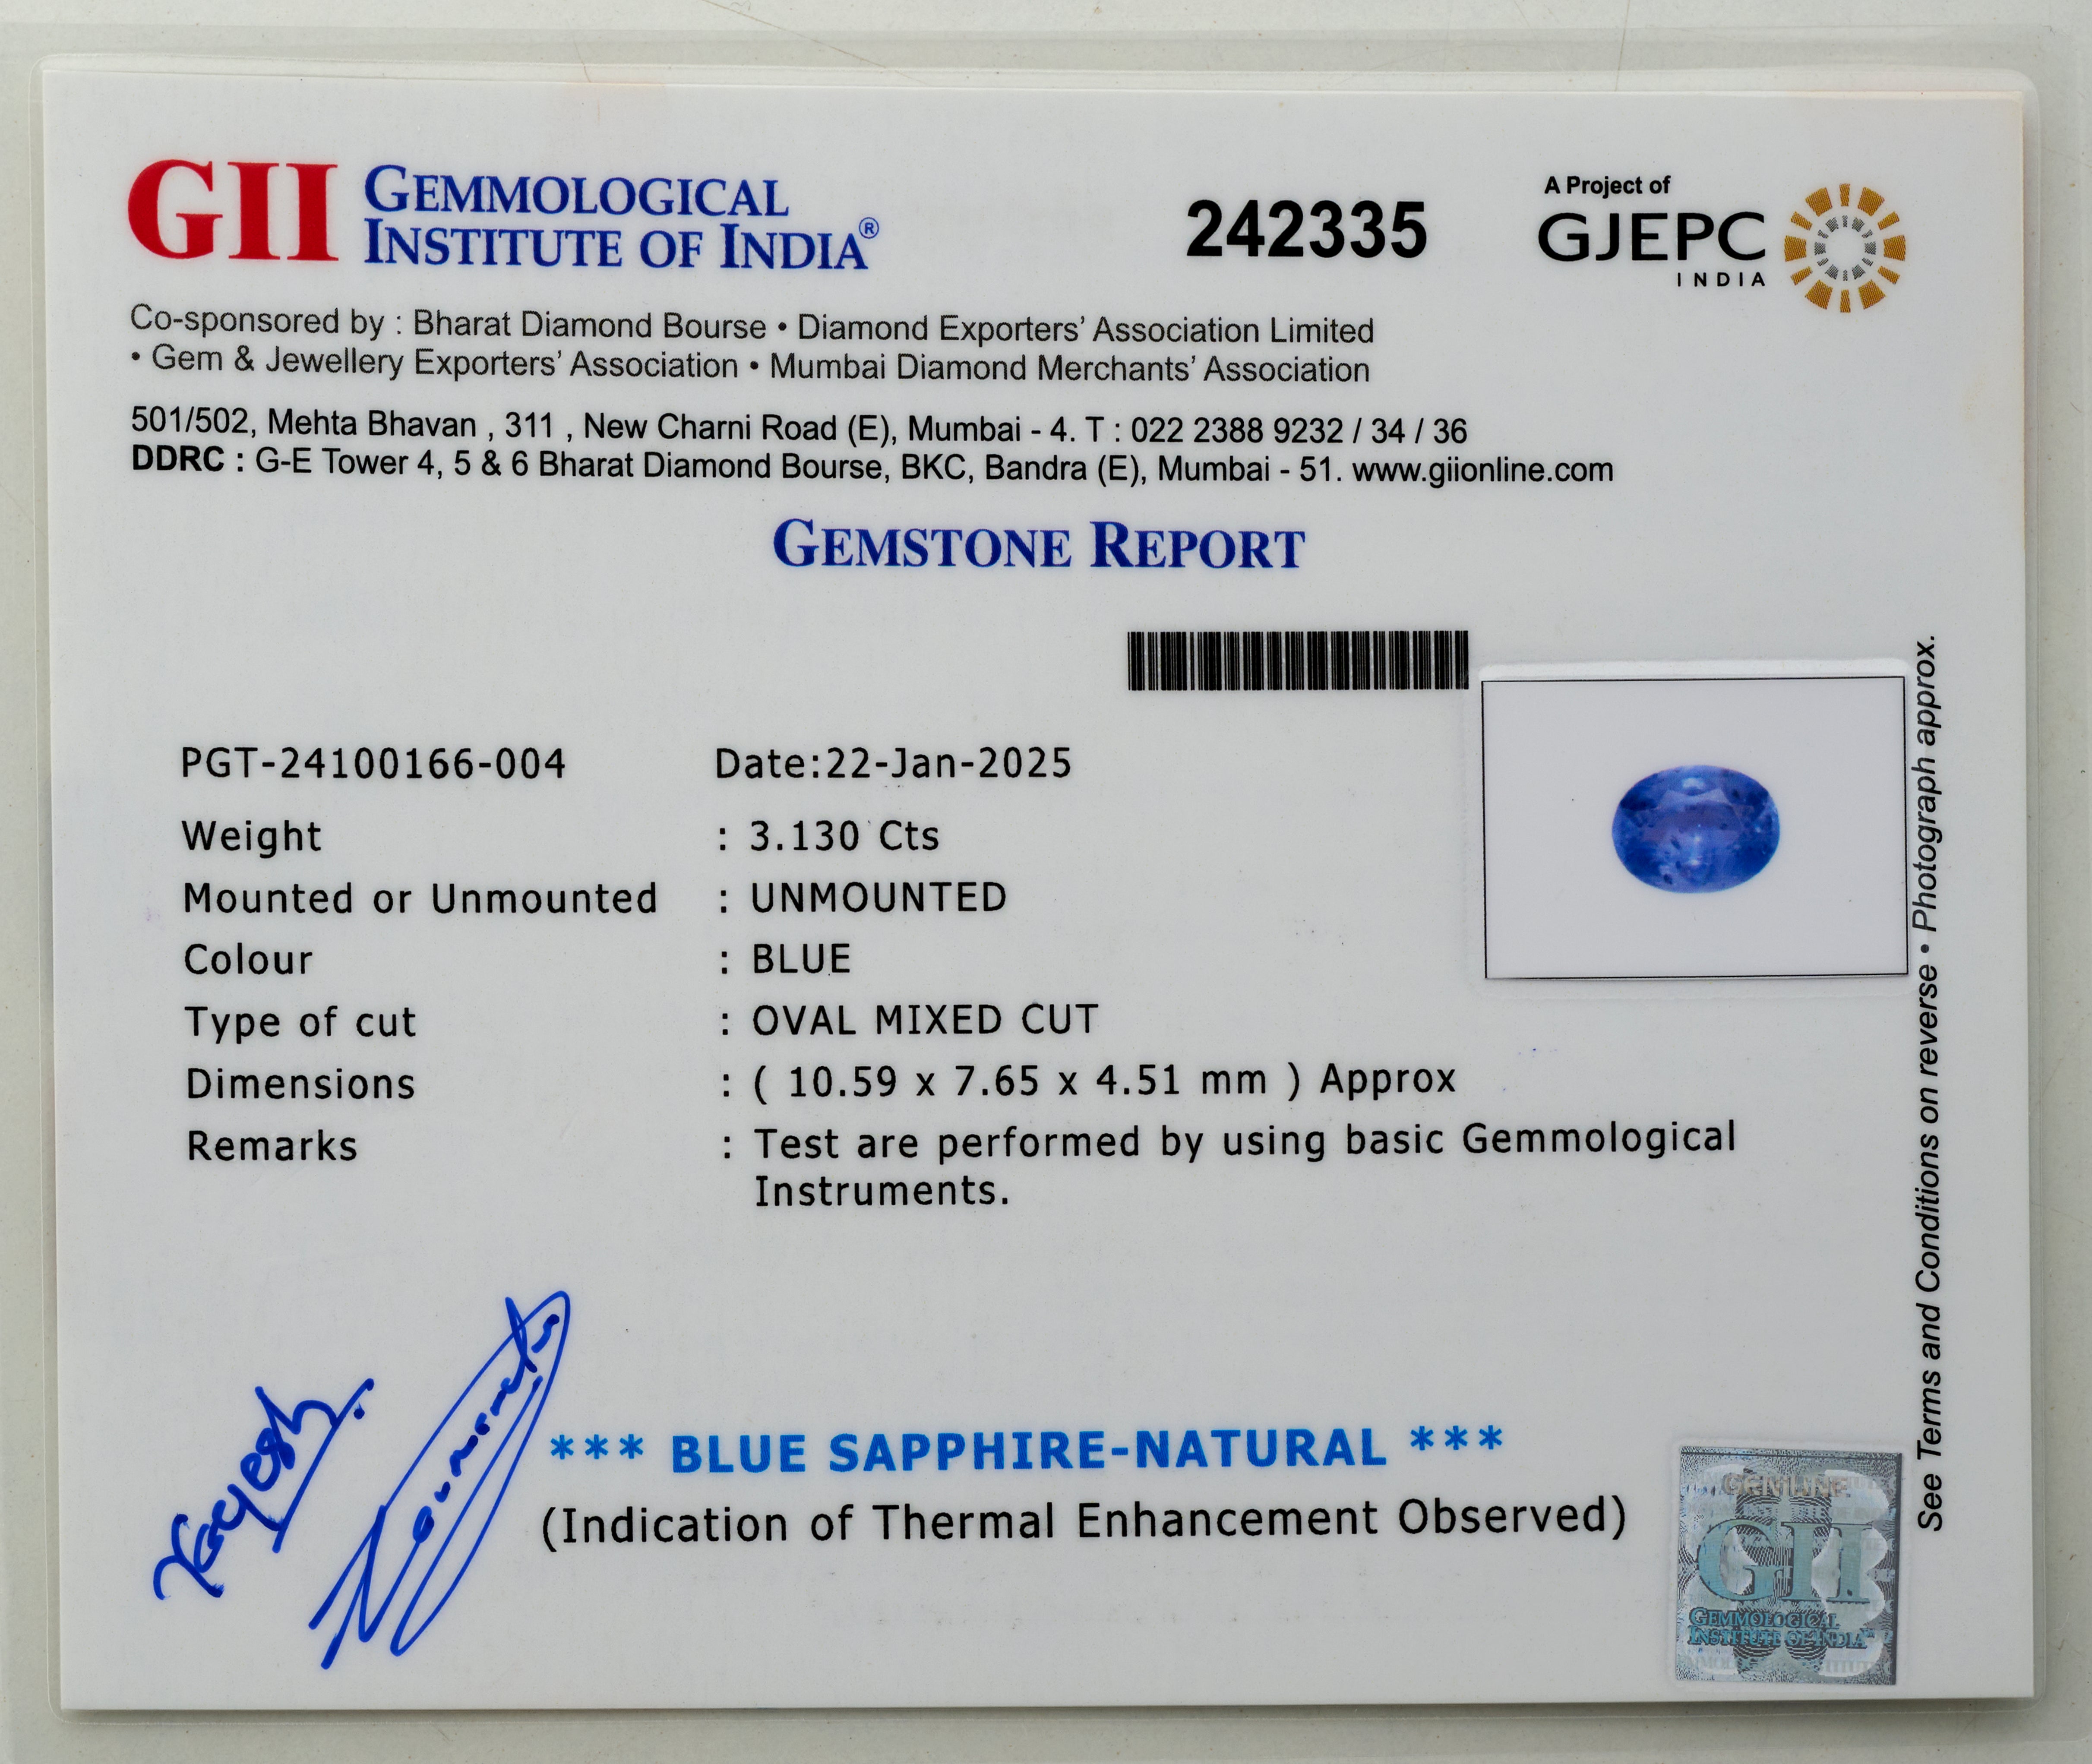 GII GEMMOLOGICAL INSTITUTE OF INDIA®
242335
A Project of
GJEPC
INDIA
Co-sponsored by : Bharat Diamond Bourse • Diamond Exporters' Association Limited
• Gem & Jewellery Exporters' Association • Mumbai Diamond Merchants' Association
501/502, Mehta Bhavan , 311 , New Charni Road (E), Mumbai - 4. T : 022 2388 9232 / 34 / 36
DDRC : G-E Tower 4, 5 & 6 Bharat Diamond Bourse, BKC, Bandra (E), Mumbai - 51. www.giionline.com
GEMSTONE REPORT
PGT-24100166-004 Date:22-Jan-2025
Weight : 3.130 Cts
Mounted or Unmounted : UNMOUNTED
Colour : BLUE
Type of cut : OVAL MIXED CUT
Dimensions : ( 10.59 x 7.65 x 4.51 mm ) Approx
Remarks : Test are performed by using basic Gemmological
Instruments.
*** BLUE SAPPHIRE-NATURAL ***
(Indication of Thermal Enhancement Observed)
See Terms and Conditions on reverse • Photograph approx.
GENUINE
GII
GEMMOLOGICAL
INSTITUTE OF INDIA